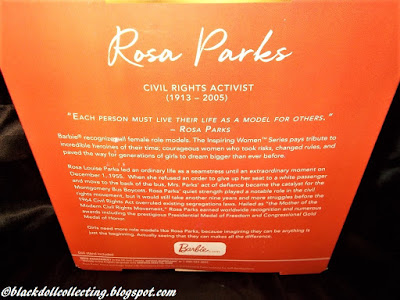 Rosa Parks
CIVIL RIGHTS ACTIVIST
(1913 – 2005)
"EACH PERSON MUST LIVE THEIR LIFE AS A MODEL FOR OTHERS."
– ROSA PARKS
Barbie® recognizes all female role models. The Inspiring Women™ Series pays tribute to
incredible heroines of their time; courageous women who took risks, changed rules, and
paved the way for generations of girls to dream bigger than ever before.
Rosa Louise Parks led an ordinary life as a seamstress until an extraordinary moment on
December 1, 1955. When she refused an order to give up her seat to a white passenger
and move to the back of the bus, Mrs. Parks' act of defiance became the catalyst for the
Montgomery Bus Boycott. Rosa Parks' quiet strength played a notable role in the civil
rights movement, but it would still take another nine years and more struggles before the
1964 Civil Rights Act overruled existing segregations laws. Hailed as the "Mother of the
Modern Civil Rights Movement," Rosa Parks earned worldwide recognition and numerous
awards including the prestigious Presidential Medal of Freedom and Congressional Gold
Medal of Honor.
Girls need more role models like Rosa Parks, because imagining they can be anything is
just the beginning. Actually seeing that they can makes all the difference.
Barbie
©blackdollcollecting.blogspot.com